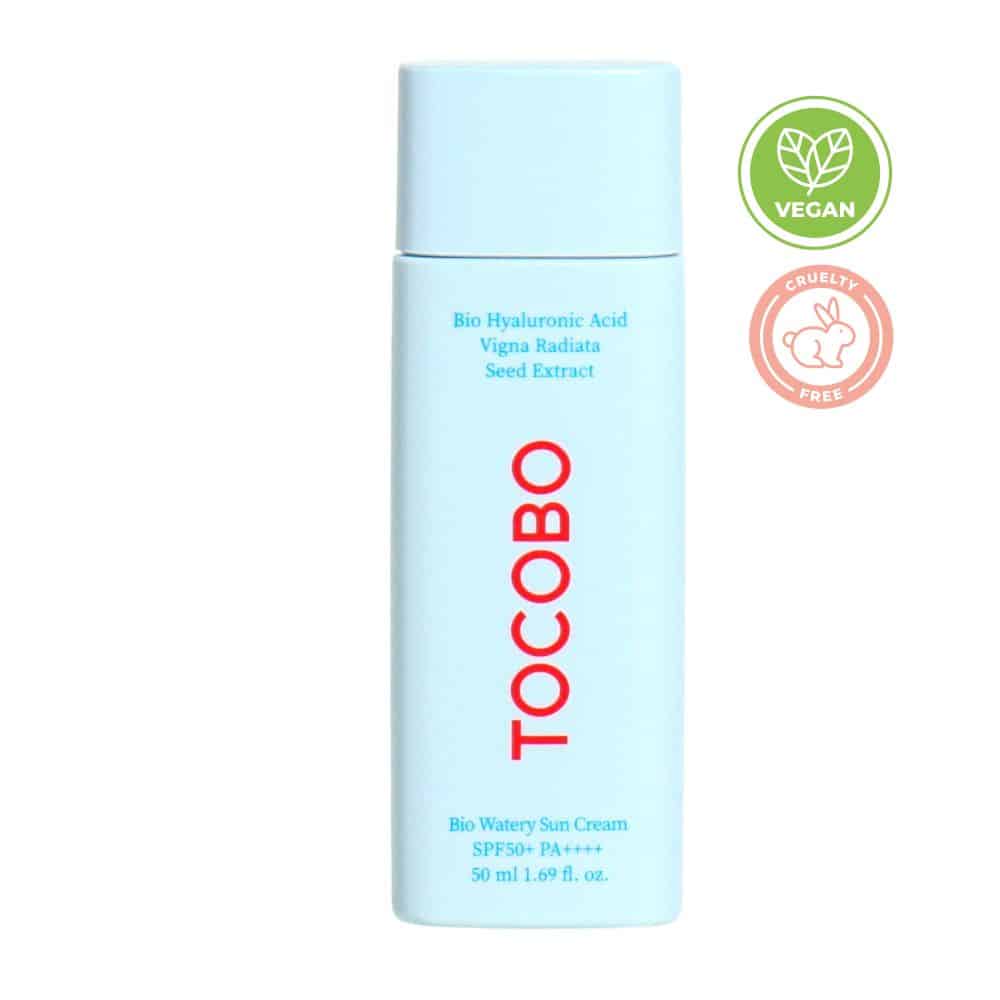 Bio Hyaluronic Acid
Vigna Radiata
Seed Extract
TOCOBO
Bio Watery Sun Cream
SPF50+ PA++++
50 ml 1.69 fl. oz.
VEGAN
CRUELTY
FREE